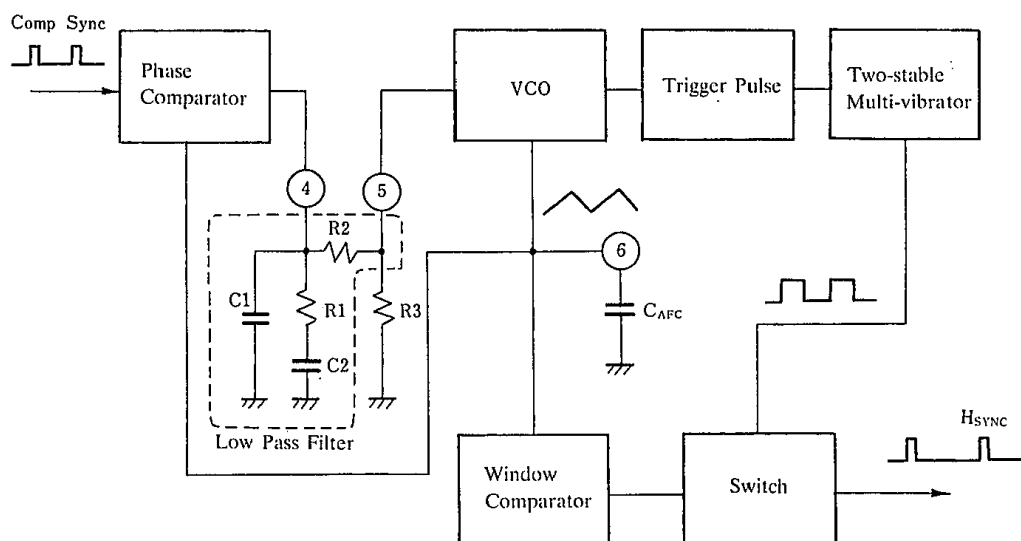 Comp Sync
Phase
Comparator
VCO
Trigger Pulse
Two-stable
Multi-vibrator
4
5
R2
6
C1
R1
R3
CAFC
C2
Low Pass Filter
HSYNC
Window
Comparator
Switch